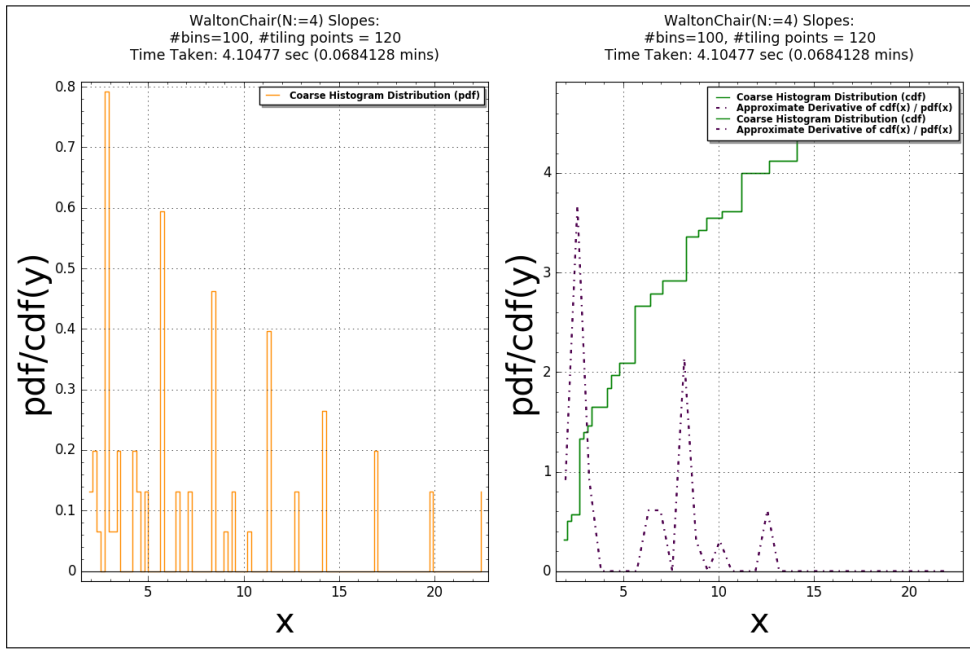 WaltonChair(N:=4) Slopes:
#bins=100, #tiling points = 120
Time Taken: 4.10477 sec (0.0684128 mins)
Coarse Histogram Distribution (pdf)
pdf/cdf(y)
0.8
0.7
0.6
0.5
0.4
0.3
0.2
0.1
0
5
10
15
20
x
WaltonChair(N:=4) Slopes:
#bins=100, #tiling points = 120
Time Taken: 4.10477 sec (0.0684128 mins)
Coarse Histogram Distribution (cdf)
Approximate Derivative of cdf(x) / pdf(x)
Coarse Histogram Distribution (cdf)
Approximate Derivative of cdf(x) / pdf(x)
pdf/cdf(y)
4
3
2
1
0
5
10
15
20
x